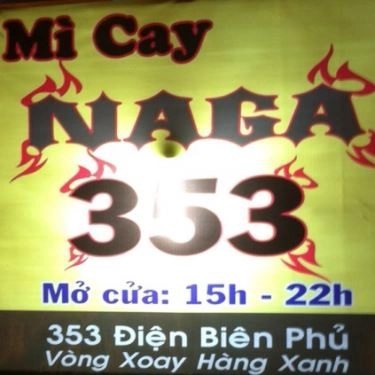 Mì Cay
NAGA
353
Mở cửa: 15h - 22h
353 Điện Biên Phủ
Vòng Xoay Hàng Xanh